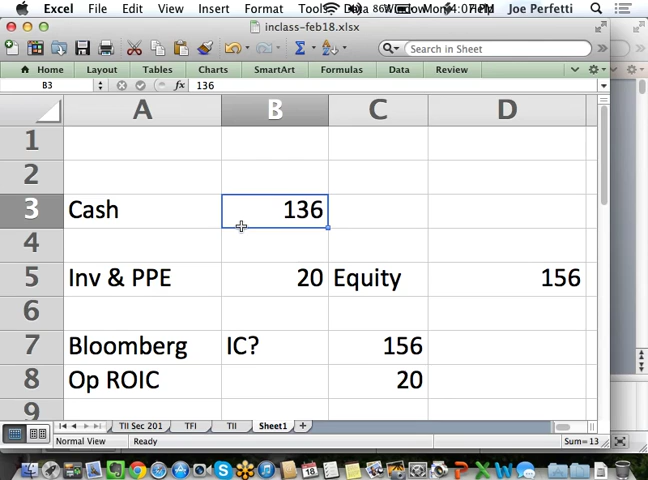 Excel File Edit View Insert Format Tools Window Help Joe Perfetti
inclass-feb18.xlsx
Search in Sheet
Home Layout Tables Charts SmartArt Formulas Data Review
B3 fx 136
A B C D
1
2
3 Cash 136
4
5 Inv & PPE 20 Equity 156
6
7 Bloomberg IC? 156
8 Op ROIC 20
9
TII Sec 201 TFI TII Sheet1
Normal View Ready Sum=13